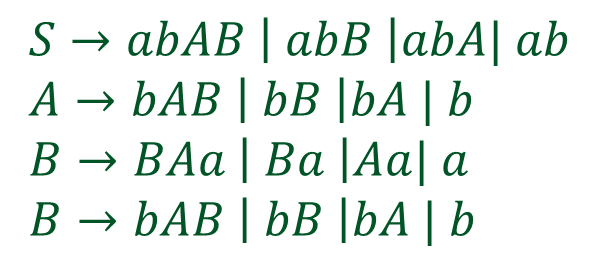 S → abAB | abB |abA| ab
A → bAB | bB |bA | b
B → BAa | Ba |Aa| a
B → bAB | bB |bA | b